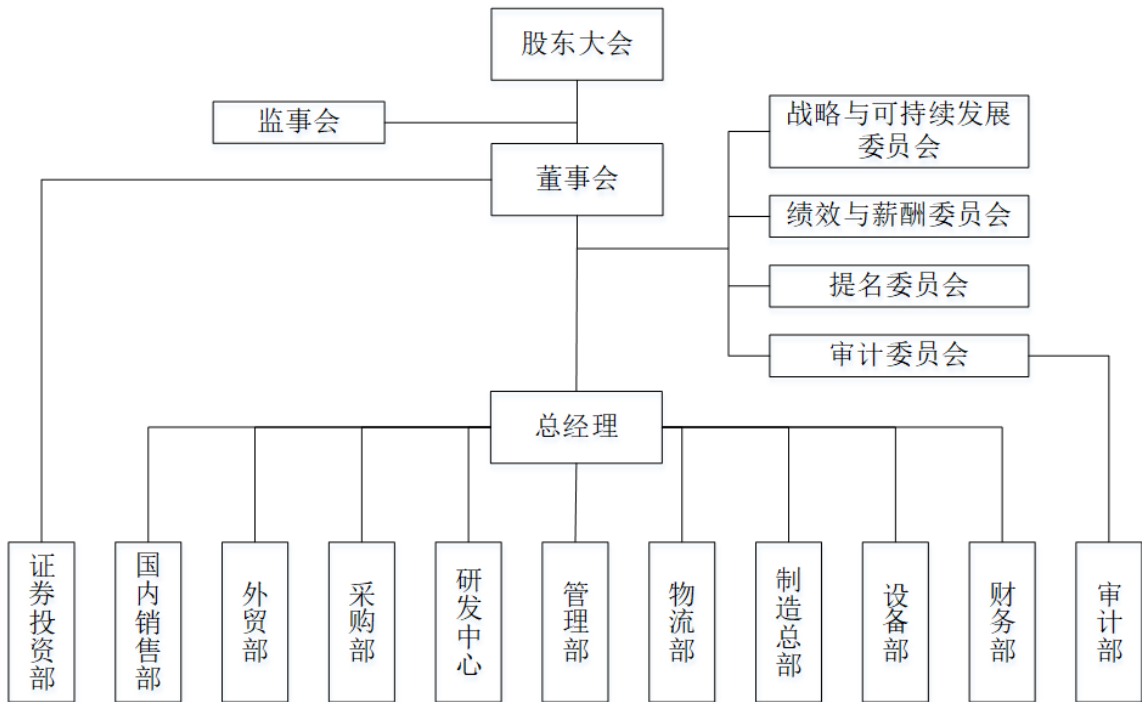 股东大会
监事会
战略与可持续发展
委员会
董事会
绩效与薪酬委员会
提名委员会
审计委员会
总经理
证券投资部
国内销售部
外贸部
采购部
研发中心
管理部
物流部
制造总部
设备部
财务部
审计部